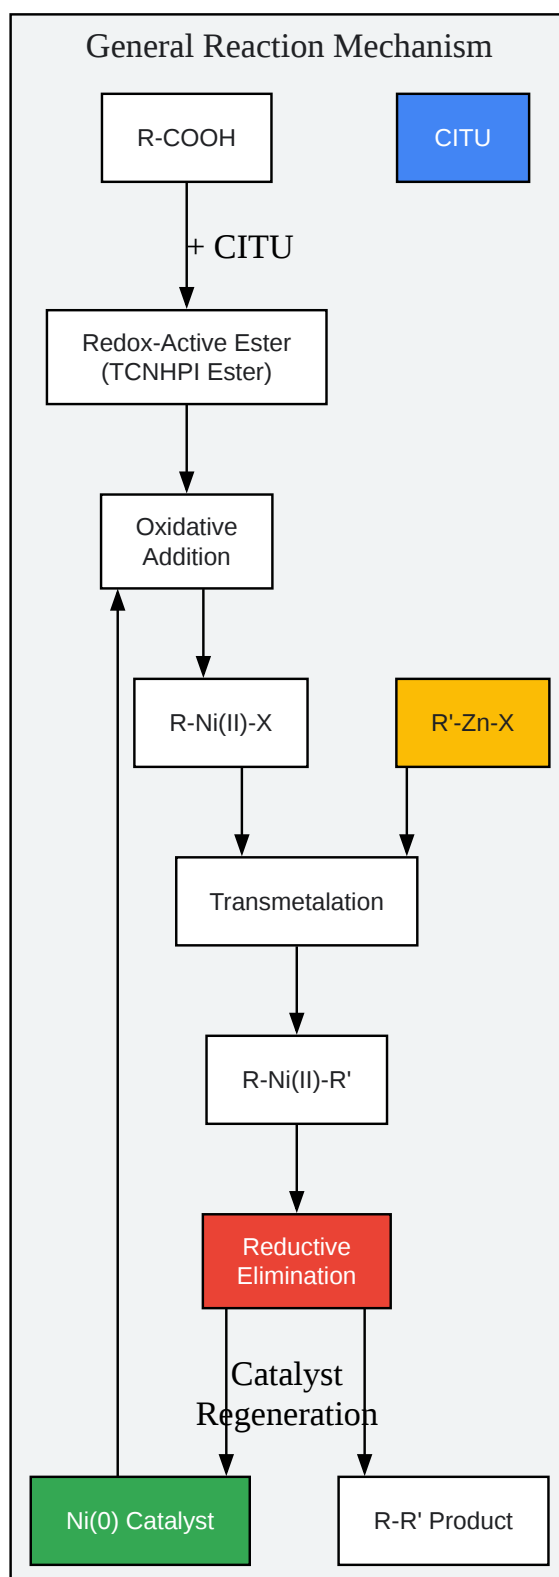 General Reaction Mechanism
R-COOH
CITU
+ CITU
Redox-Active Ester
(TCNHPI Ester)
Oxidative
Addition
R-Ni(II)-X
R'-Zn-X
Transmetalation
R-Ni(II)-R'
Reductive
Elimination
Catalyst
Regeneration
Ni(0) Catalyst
R-R' Product